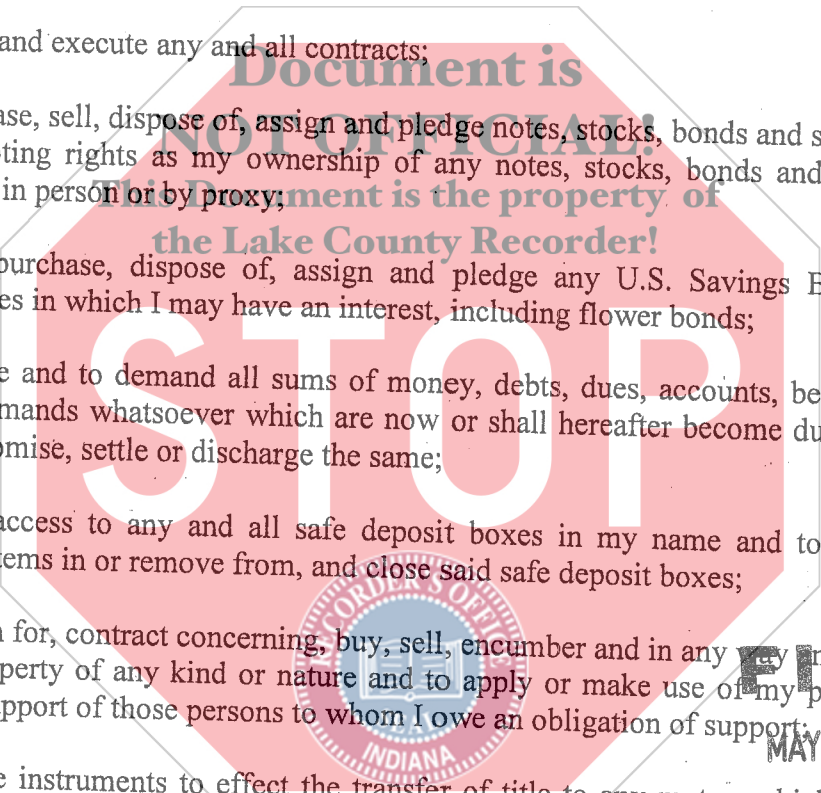 and execute any and all contracts;
Document is
ase, sell, dispose of, assign and pledge notes, stocks, bonds and s
NOT OFFICIAL!
ting rights as my ownership of any notes, stocks, bonds and
in person or by proxy;
This Document is the property of
the Lake County Recorder!
purchase, dispose of, assign and pledge any U.S. Savings B
es in which I may have an interest, including flower bonds;
STOP
e and to demand all sums of money, debts, dues, accounts, be
mands whatsoever which are now or shall hereafter become du
omise, settle or discharge the same;
access to any and all safe deposit boxes in my name and to
tems in or remove from, and close said safe deposit boxes;
RECORDER'S OFFICE
n for, contract concerning, buy, sell, encumber and in any way
perty of any kind or nature and to apply or make use of my p
pport of those persons to whom I owe an obligation of support;
MAY
INDIANA
e instruments to effect the transfer of title to any